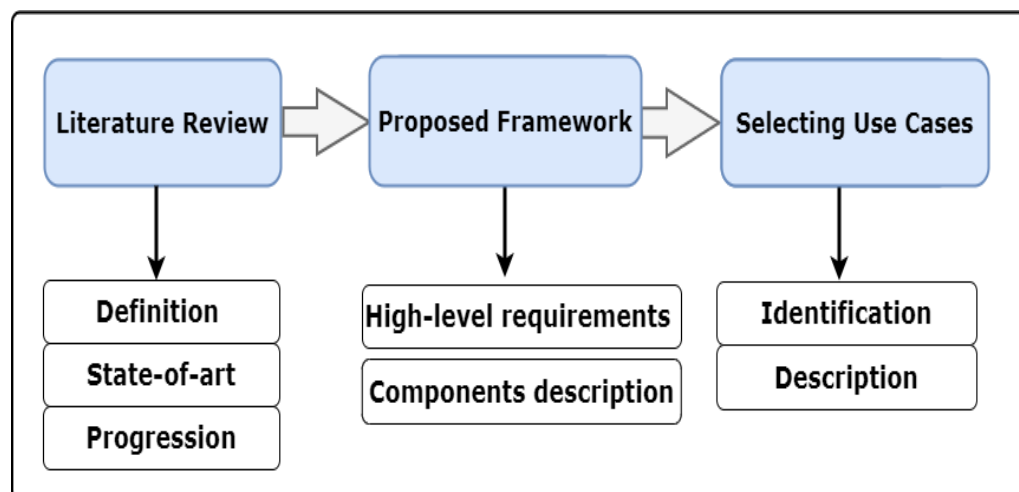 Literature Review
Proposed Framework
Selecting Use Cases
Definition
State-of-art
Progression
High-level requirements
Components description
Identification
Description